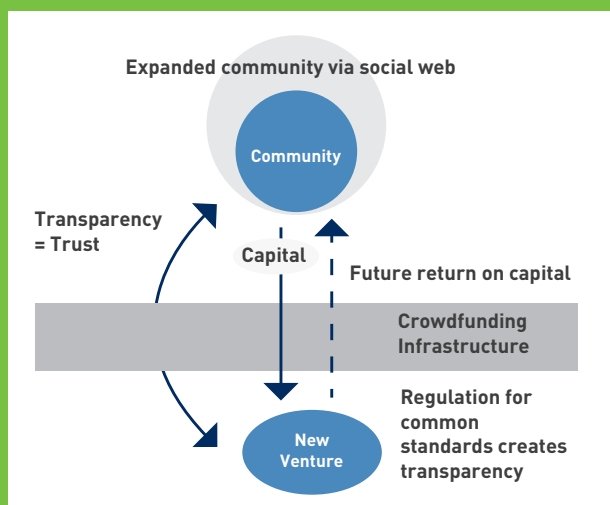 Expanded community via social web
Community
Transparency
= Trust
Capital
Future return on capital
Crowdfunding
Infrastructure
Regulation for
common
standards creates
transparency
New
Venture